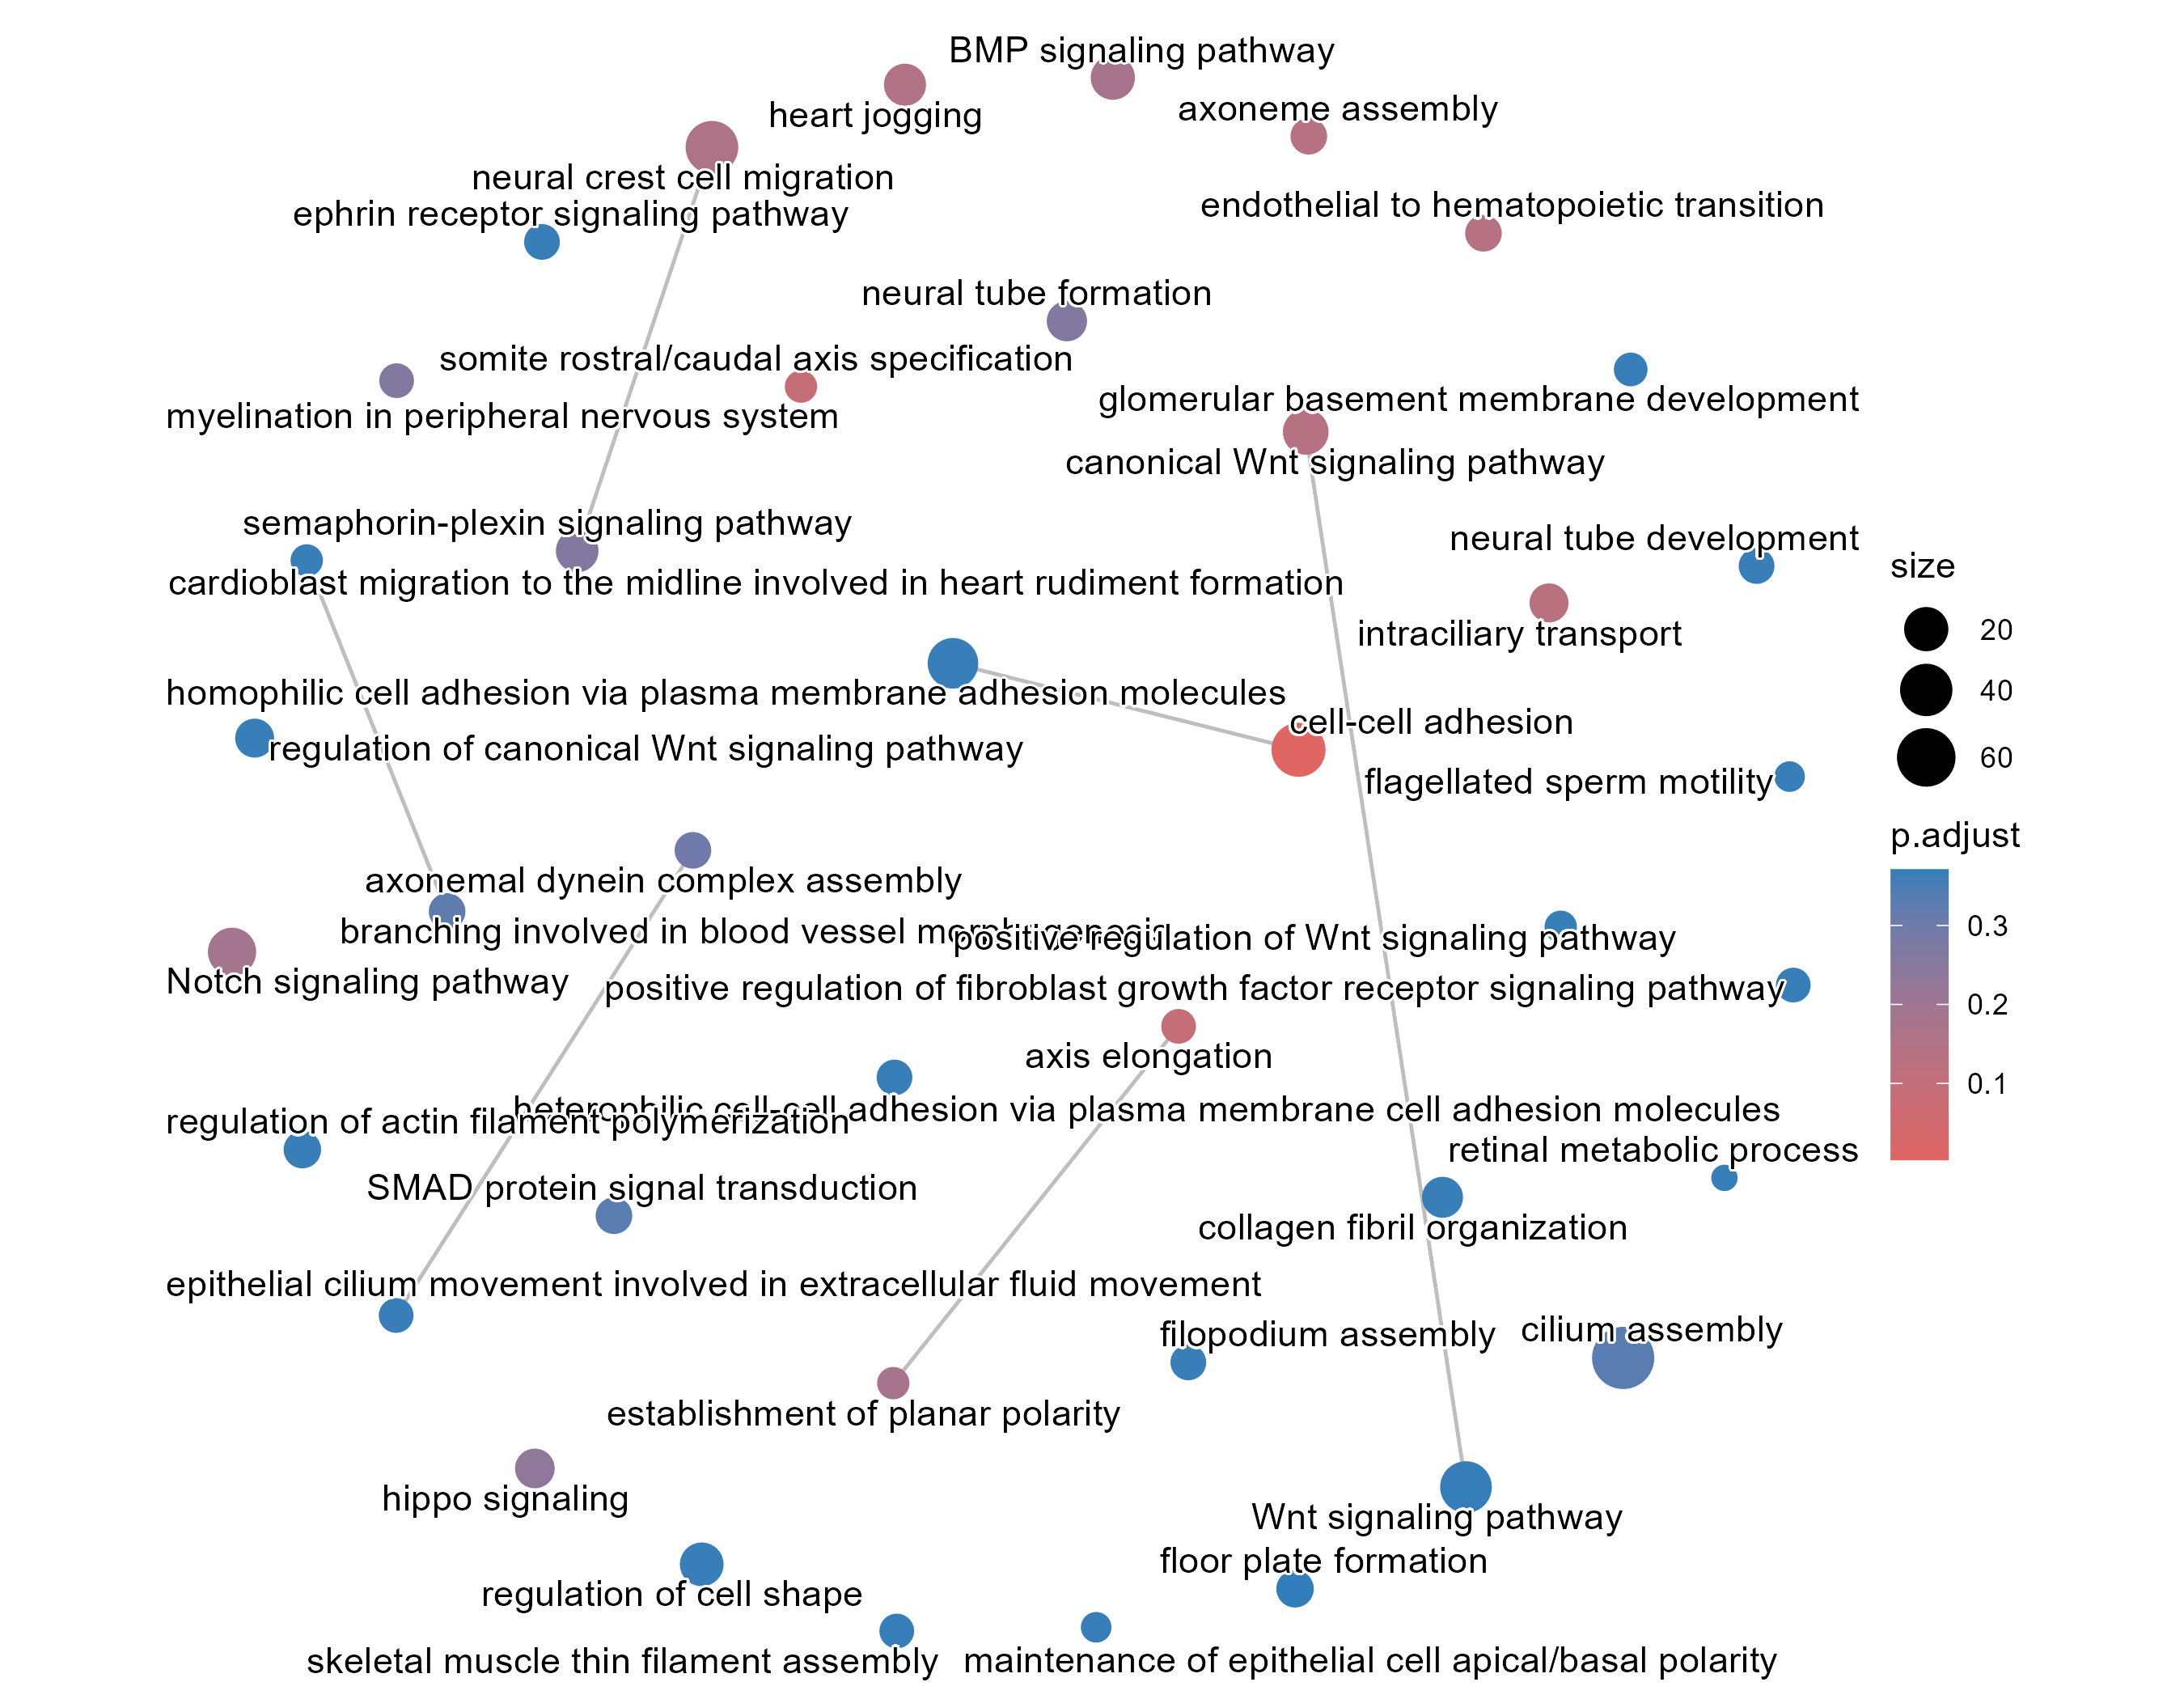 BMP signaling pathway
heart jogging
axoneme assembly
neural crest cell migration
ephrin receptor signaling pathway
endothelial to hematopoietic transition
neural tube formation
somite rostral/caudal axis specification
myelination in peripheral nervous system
glomerular basement membrane development
canonical Wnt signaling pathway
semaphorin-plexin signaling pathway
neural tube development
cardioblast migration to the midline involved in heart rudiment formation
intraciliary transport
homophilic cell adhesion via plasma membrane adhesion molecules
cell-cell adhesion
regulation of canonical Wnt signaling pathway
flagellated sperm motility
axonemal dynein complex assembly
branching involved in blood vessel morphogenesis
positive regulation of Wnt signaling pathway
Notch signaling pathway
positive regulation of fibroblast growth factor receptor signaling pathway
axis elongation
heterophilic cell-cell adhesion via plasma membrane cell adhesion molecules
regulation of actin filament polymerization
retinal metabolic process
SMAD protein signal transduction
collagen fibril organization
epithelial cilium movement involved in extracellular fluid movement
filopodium assembly
cilium assembly
establishment of planar polarity
hippo signaling
Wnt signaling pathway
floor plate formation
regulation of cell shape
skeletal muscle thin filament assembly
maintenance of epithelial cell apical/basal polarity
size
20
40
60
p.adjust
0.3
0.2
0.1